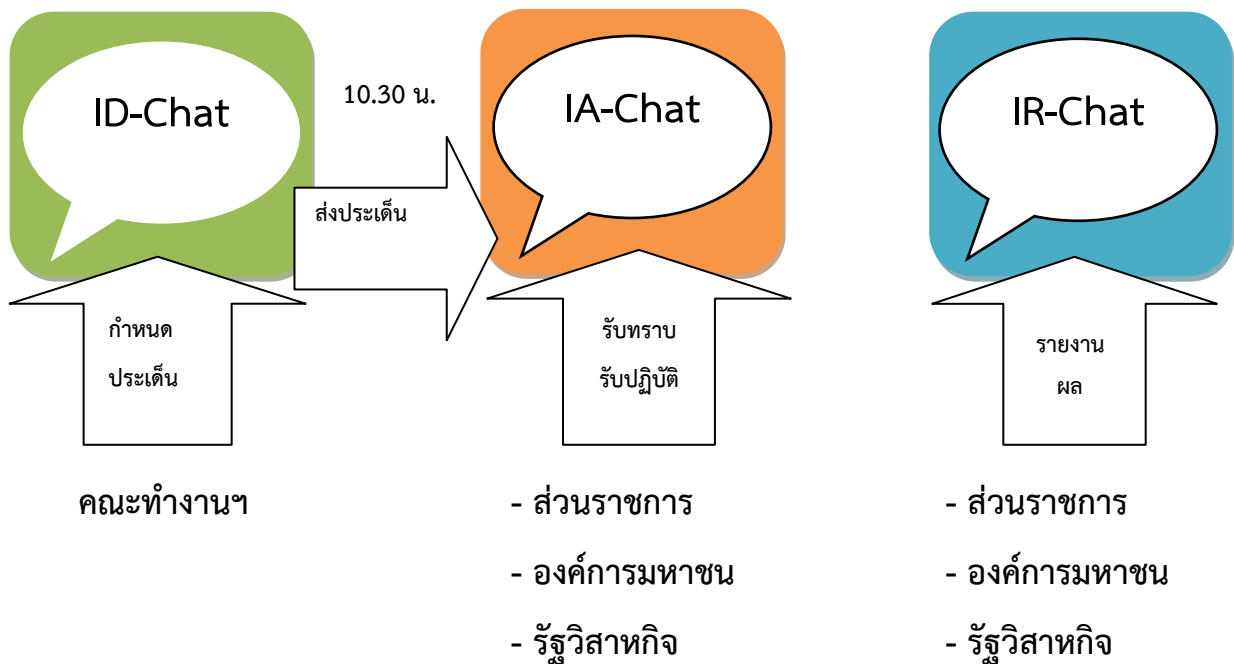 ID-Chat
10.30 น.
ส่งประเด็น
IA-Chat
IR-Chat
กำหนด
ประเด็น
รับทราบ
รับปฏิบัติ
รายงาน
ผล
คณะทำงานฯ
- ส่วนราชการ
- องค์การมหาชน
- รัฐวิสาหกิจ
- ส่วนราชการ
- องค์การมหาชน
- รัฐวิสาหกิจ